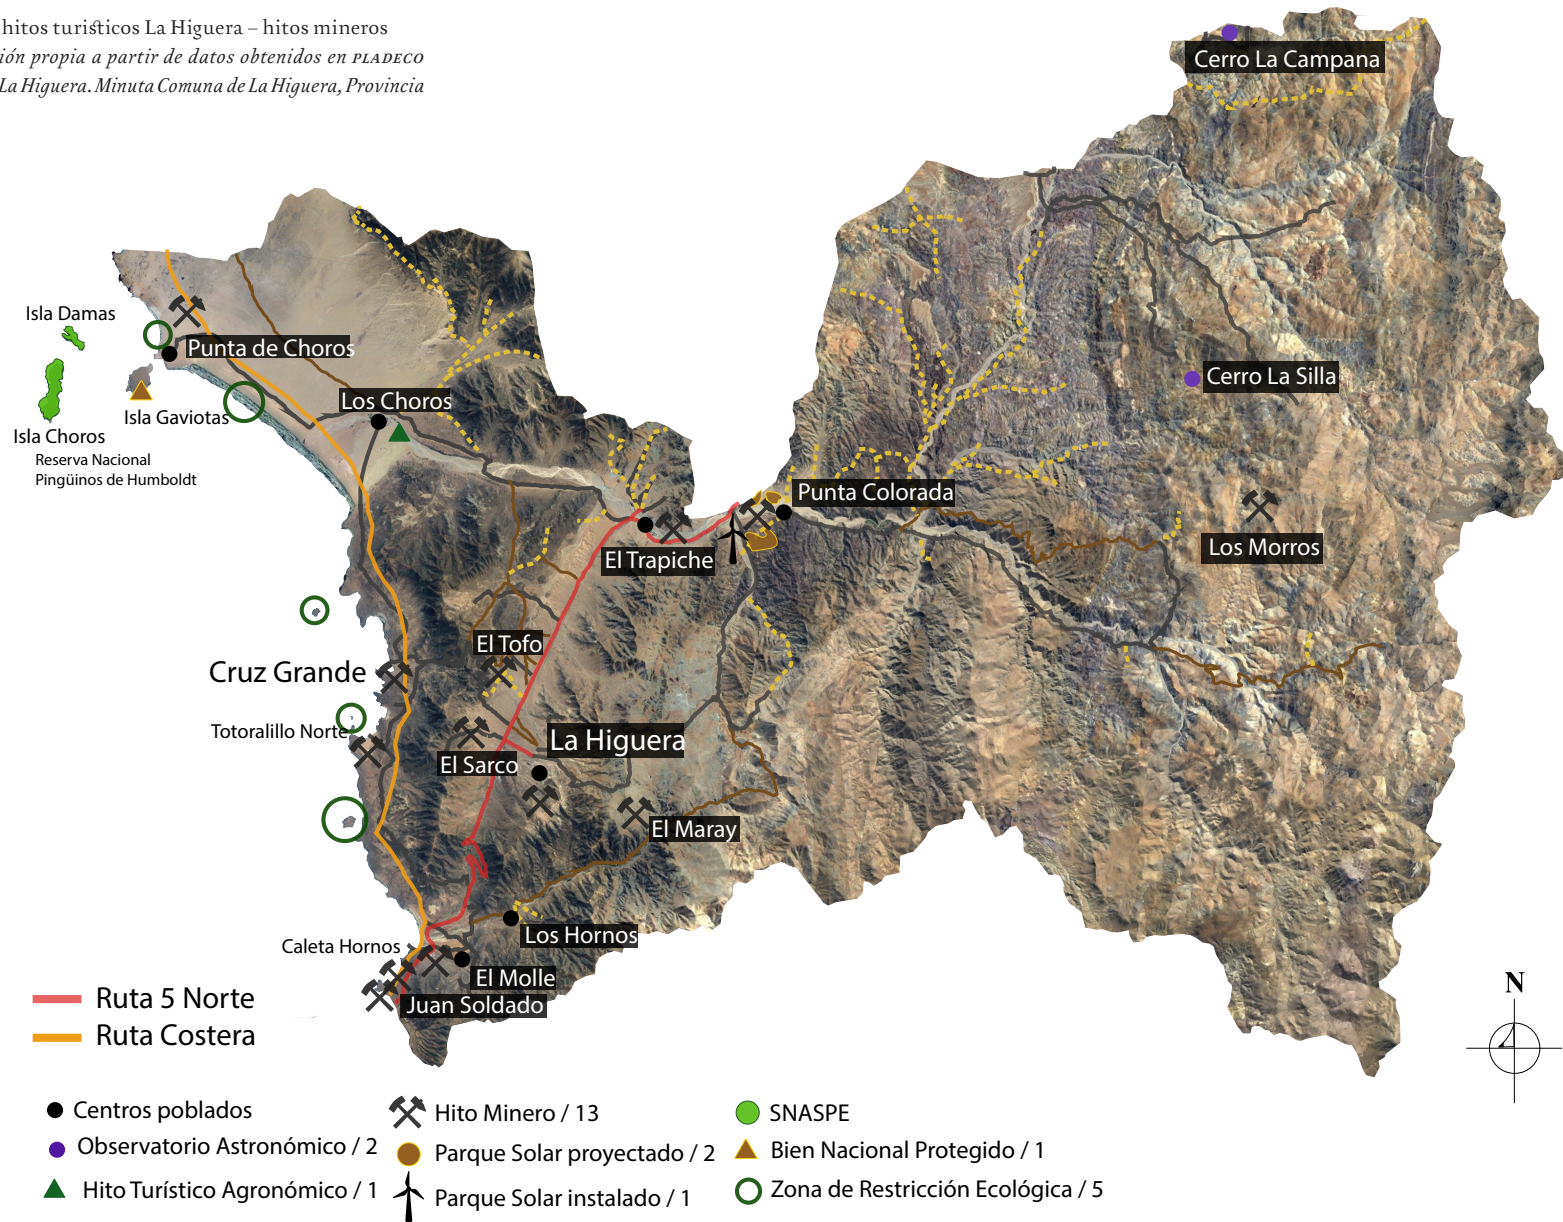 hitos turísticos La Higuera – hitos mineros
ión propia a partir de datos obtenidos en PLADECO
La Higuera. Minuta Comuna de La Higuera, Provincia
Cerro La Campana
Isla Damas
Punta de Choros
Isla Gaviotas
Isla Choros
Reserva Nacional
Pingüinos de Humboldt
Los Choros
Cerro La Silla
Punta Colorada
El Trapiche
Los Morros
El Tofo
Cruz Grande
Totoralillo Norte
La Higuera
El Sarco
El Maray
Los Hornos
Caleta Hornos
El Molle
Juan Soldado
N
Ruta 5 Norte
Ruta Costera
Centros poblados
Observatorio Astronómico / 2
Hito Turístico Agronómico / 1
Hito Minero / 13
Parque Solar proyectado / 2
Parque Solar instalado / 1
SNASPE
Bien Nacional Protegido / 1
Zona de Restricción Ecológica / 5